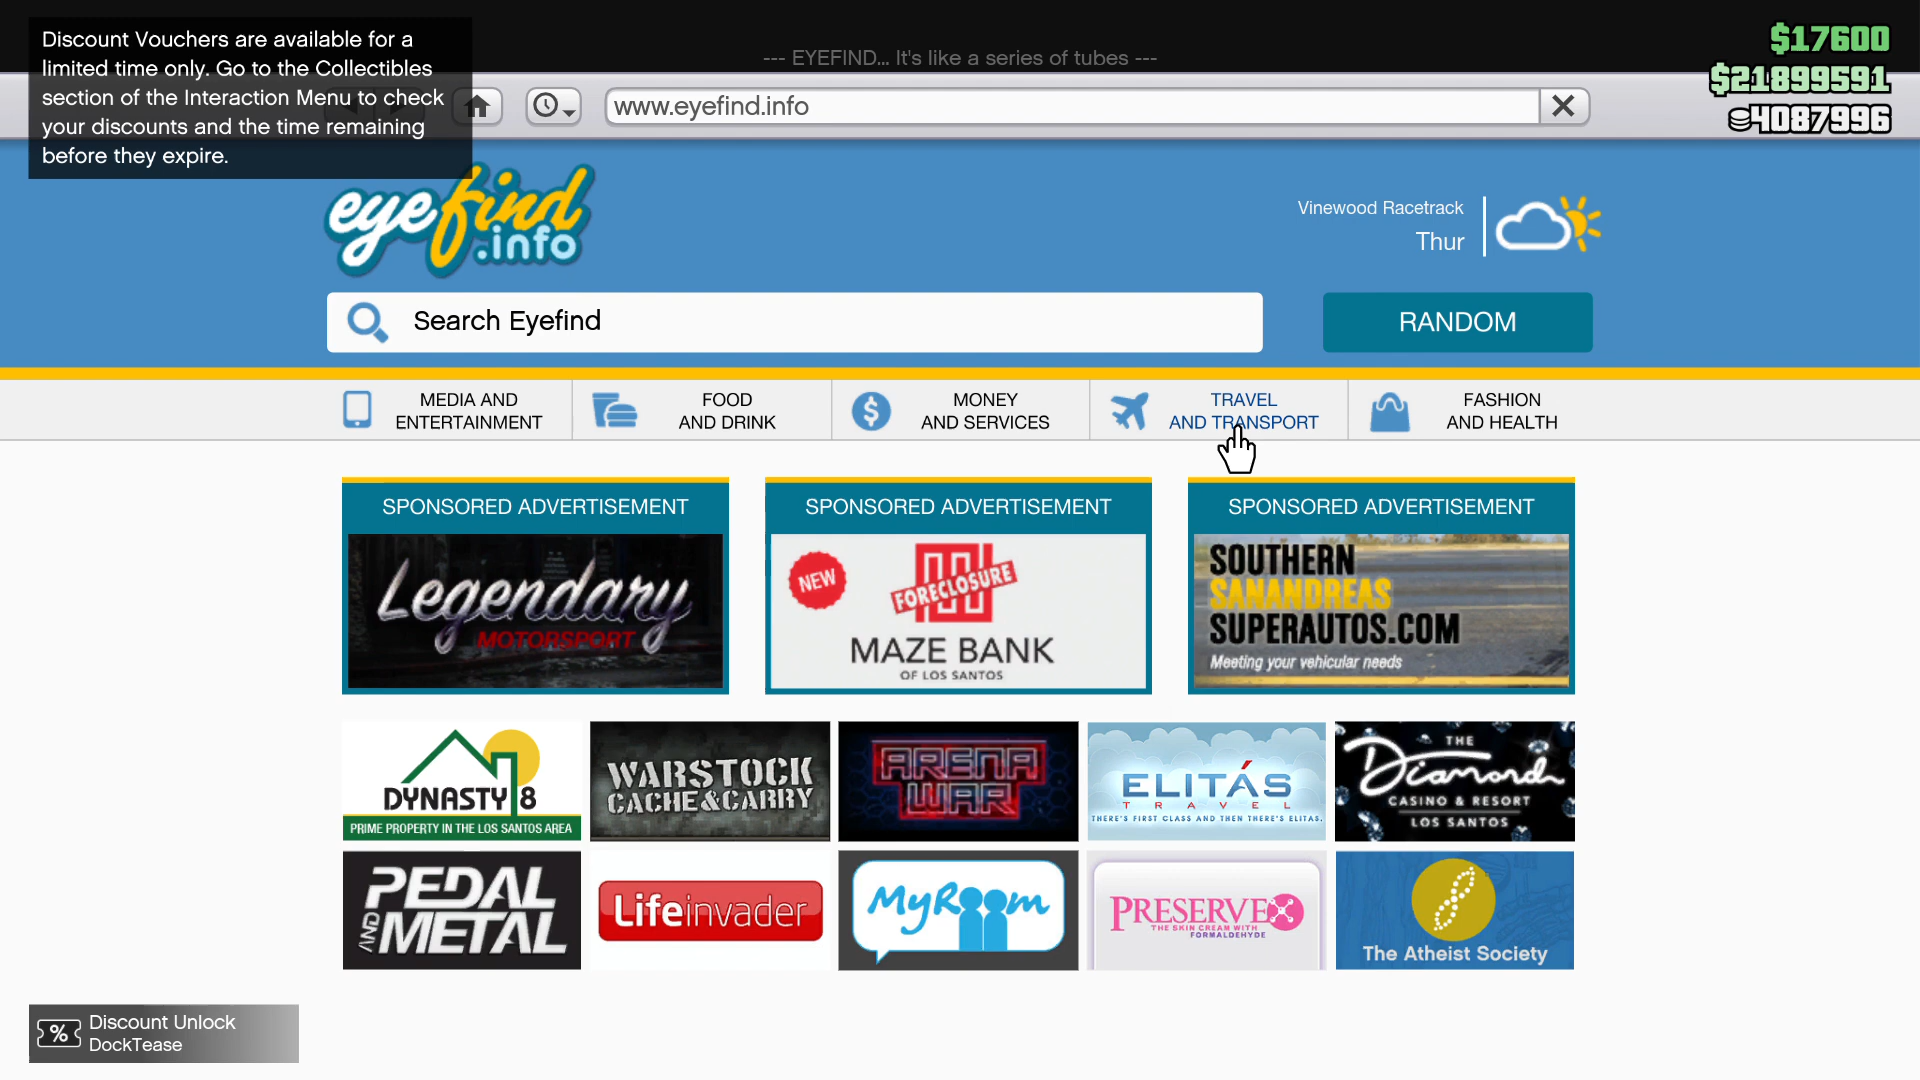 Discount Vouchers are available for a
limited time only. Go to the Collectibles
section of the Interaction Menu to check
your discounts and the time remaining
before they expire.
--- EYEFIND... It's like a series of tubes ---
$17600
$21899591
4087996
www.eyefind.info
eyefind
.info
Vinewood Racetrack
Thur
Search Eyefind
RANDOM
MEDIA AND
ENTERTAINMENT
FOOD
AND DRINK
MONEY
AND SERVICES
TRAVEL
AND TRANSPORT
FASHION
AND HEALTH
SPONSORED ADVERTISEMENT
Legendary
MOTORSPORT
SPONSORED ADVERTISEMENT
NEW
FORECLOSURE
MAZE BANK
OF LOS SANTOS
SPONSORED ADVERTISEMENT
SOUTHERN
SANANDREAS
SUPERAUTOS.COM
Meeting your vehicular needs
DYNASTY 8
PRIME PROPERTY IN THE LOS SANTOS AREA
WARSTOCK
CACHE&CARRY
ARENA
WAR
ELITÁS
TRAVEL
THERE'S FIRST CLASS AND THEN THERE'S ELITAS.
THE
Diamond
CASINO & RESORT
LOS SANTOS
PEDAL
AND METAL
Lifeinvader
MyRoom
PRESERVEX
THE SKIN CREAM WITH
FORMALDEHYDE
The Atheist Society
% Discount Unlock
DockTease